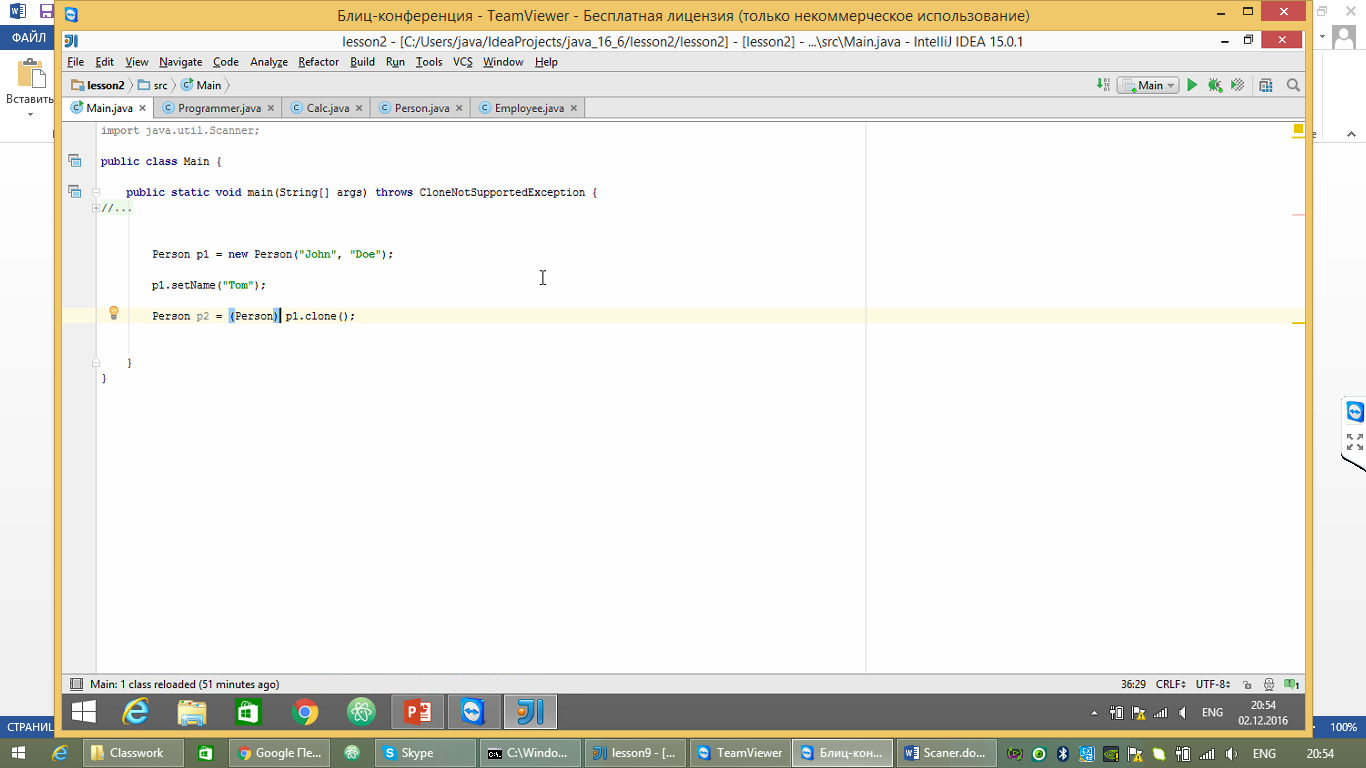 Блиц-конференция - TeamViewer - Бесплатная лицензия (только некоммерческое использование)
ФАЙЛ
lesson2 - [C:/Users/java/IdeaProjects/java_16_6/lesson2/lesson2] - [lesson2] - ...\src\Main.java - IntelliJ IDEA 15.0.1
File Edit View Navigate Code Analyze Refactor Build Run Tools VCS Window Help
Вставить
lesson2 src Main Main
Main.java Programmer.java Calc.java Person.java Employee.java
import java.util.Scanner;
public class Main {
public static void main(String[] args) throws CloneNotSupportedException {
//...
Person p1 = new Person("John", "Doe");
p1.setName("Tom");
Person p2 = (Person) p1.clone();
}
}
Main: 1 class reloaded (51 minutes ago) 36:29 CRLF UTF-8
ENG 20:54
02.12.2016
СТРАНИЦ 100%
Classwork Google Пе... Skype C:\Windo... lesson9 - [... TeamViewer Блиц-кон... Scaner.do... ENG 20:54